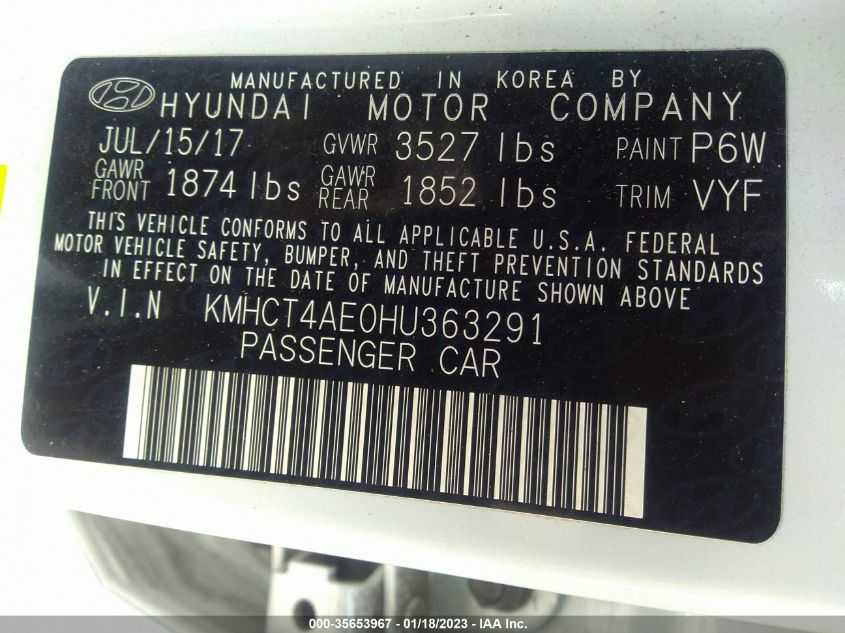 MANUFACTURED IN KOREA BY
HYUNDAI MOTOR COMPANY
JUL/15/17 GVWR 3527 lbs PAINT P6W
GAWR FRONT 1874 lbs GAWR REAR 1852 lbs TRIM VYF
THIS VEHICLE CONFORMS TO ALL APPLICABLE U.S.A. FEDERAL
MOTOR VEHICLE SAFETY, BUMPER, AND THEFT PREVENTION STANDARDS
IN EFFECT ON THE DATE OF MANUFACTURE SHOWN ABOVE
V.I.N KMHCT4AE0HU363291
PASSENGER CAR
000-35653967 - 01/18/2023 - IAA Inc.